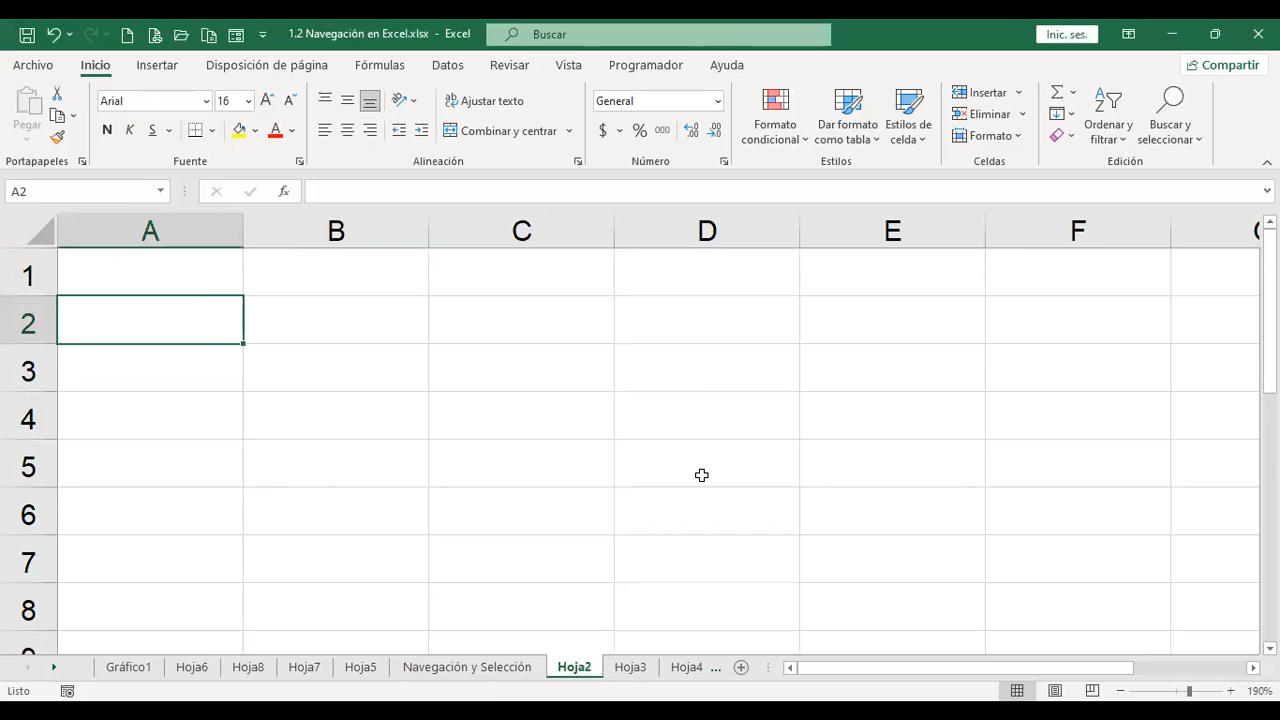 1.2 Navegación en Excel.xlsx - Excel
Buscar
Inic. ses.
Archivo Inicio Insertar Disposición de página Fórmulas Datos Revisar Vista Programador Ayuda
Compartir
Pegar
Arial 16
Ajustar texto
General
Formato condicional
Dar formato como tabla
Estilos de celda
Insertar
Eliminar
Formato
Ordenar y filtrar
Buscar y seleccionar
N K S
Combinar y centrar
$ % 000
Portapapeles Fuente Alineación Número Estilos Celdas Edición
A2
fx
A B C D E F
1
2
3
4
5
6
7
8
Gráfico1 Hoja6 Hoja8 Hoja7 Hoja5 Navegación y Selección Hoja2 Hoja3 Hoja4 ...
Listo
190%